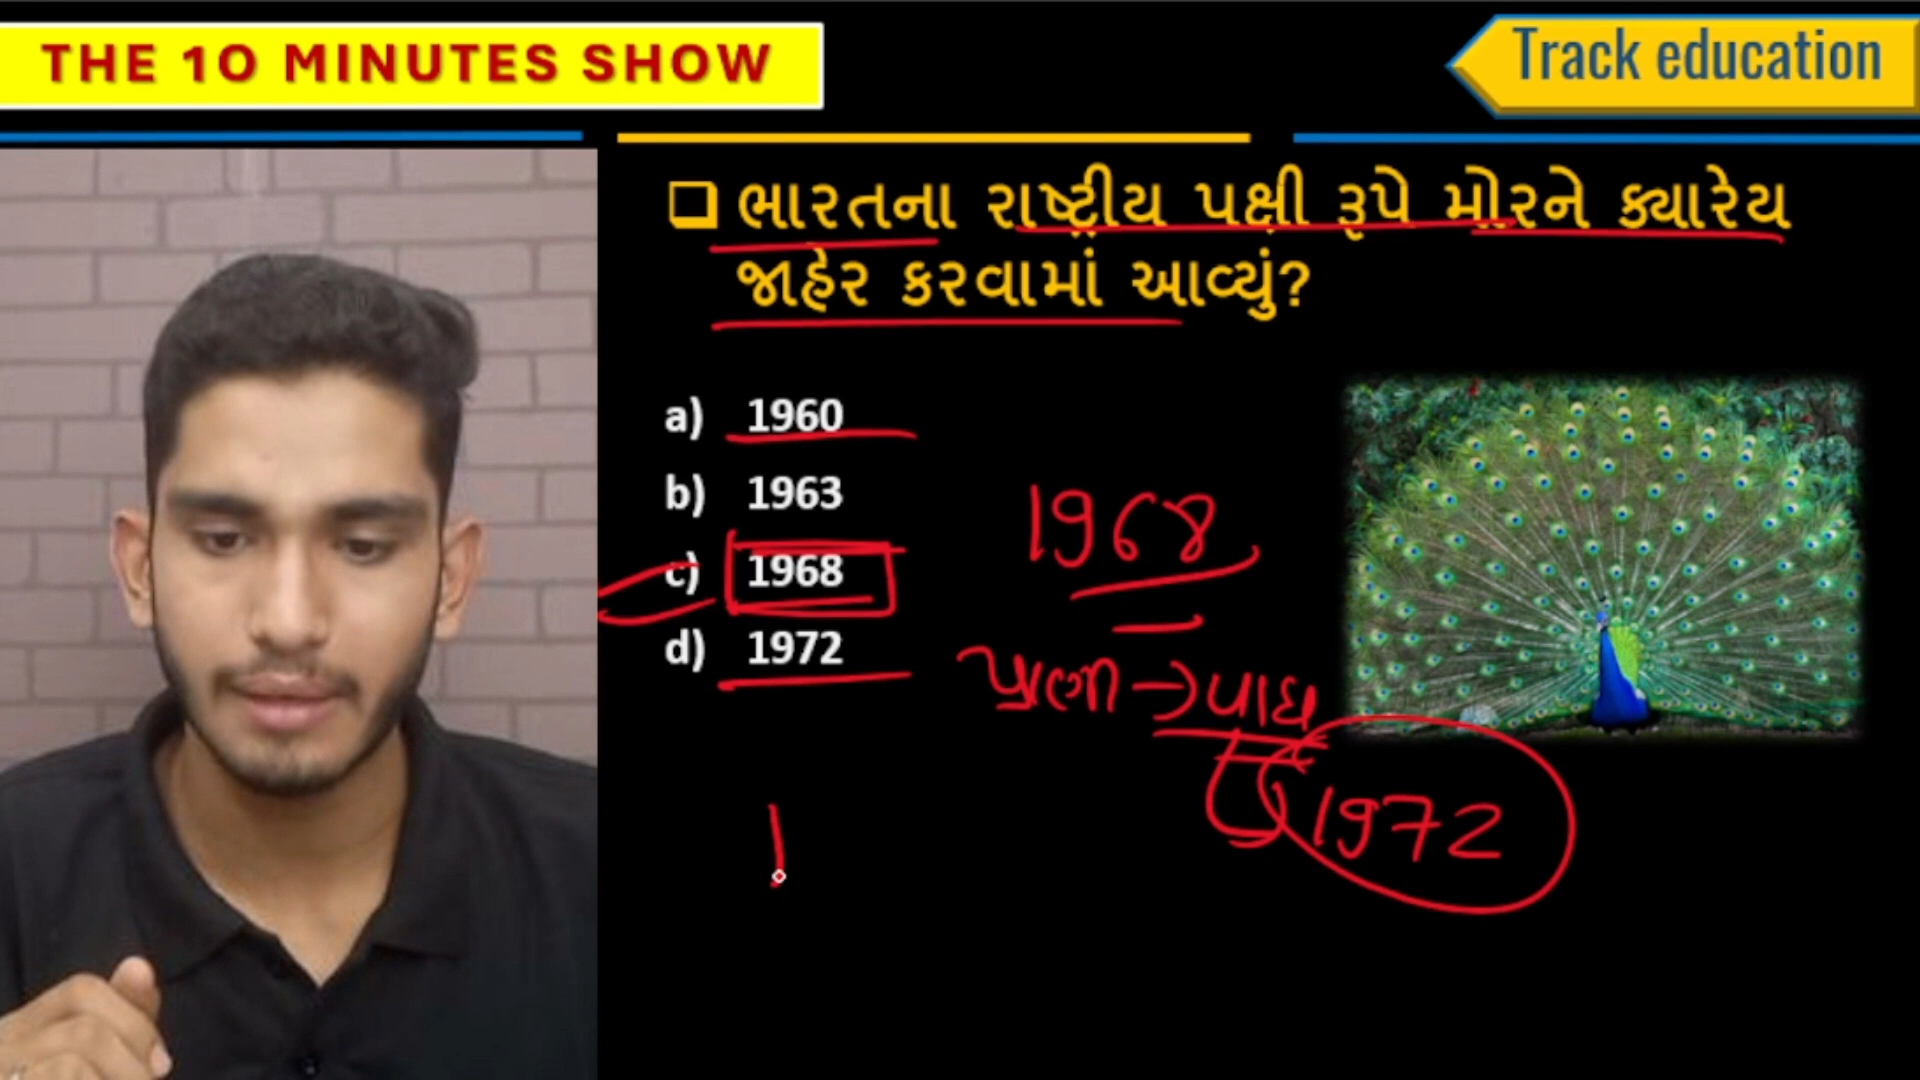 THE 10 MINUTES SHOW
Track education
ભારતના રાષ્ટ્રીય પક્ષી રૂપે મોરને ક્યારેય
જાહેર કરવામાં આવ્યું?
a) 1960
b) 1963
c) 1968
d) 1972
1968
→
1972